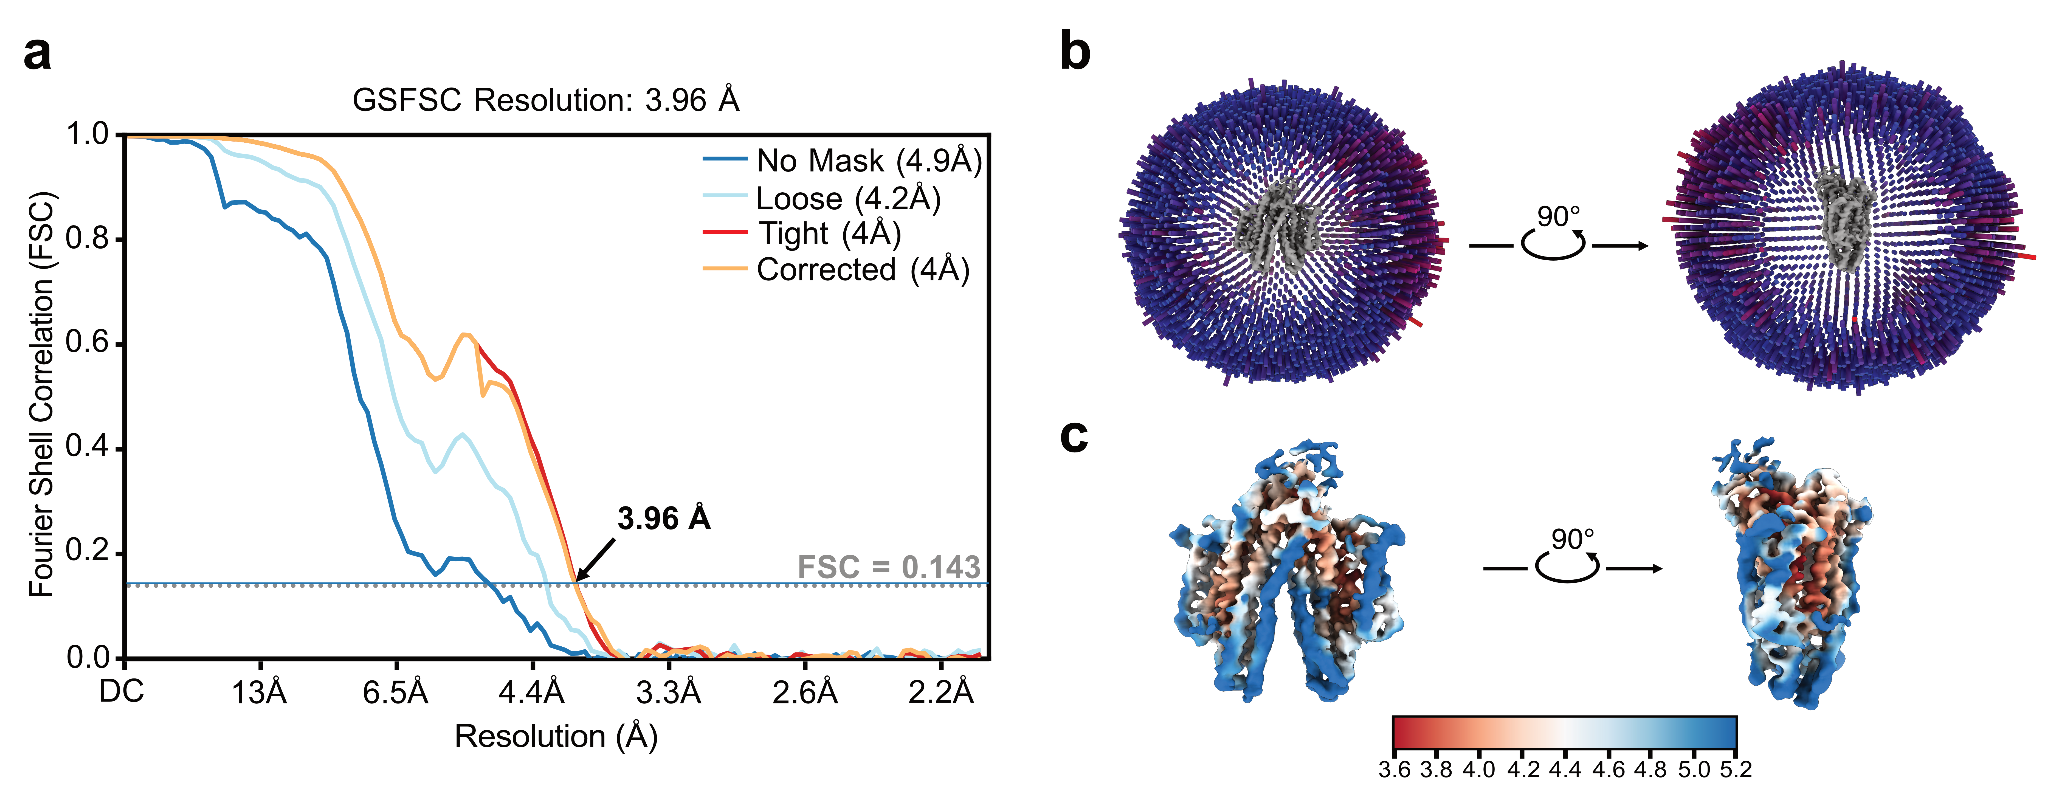 a
GSFSC Resolution: 3.96 Å
Fourier Shell Correlation (FSC)
1.0
0.8
0.6
0.4
0.2
0.0
No Mask (4.9Å)
Loose (4.2Å)
Tight (4Å)
Corrected (4Å)
3.96 Å
FSC = 0.143
DC 13Å 6.5Å 4.4Å 3.3Å 2.6Å 2.2Å
Resolution (Å)
b
90°
c
90°
3.6 3.8 4.0 4.2 4.4 4.6 4.8 5.0 5.2